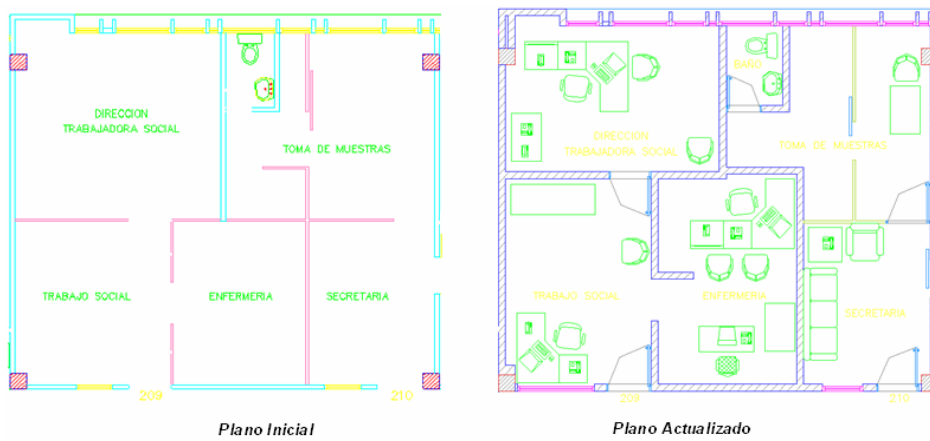 DIRECCION
TRABAJADORA SOCIAL
TOMA DE MUESTRAS
TRABAJO SOCIAL
ENFERMERIA
SECRETARIA
209
210
Plano Inicial
BAÑO
DIRECCION
TRABAJADORA SOCIAL
TOMA DE MUESTRAS
TRABAJO SOCIAL
ENFERMERIA
SECRETARIA
209
210
Plano Actualizado